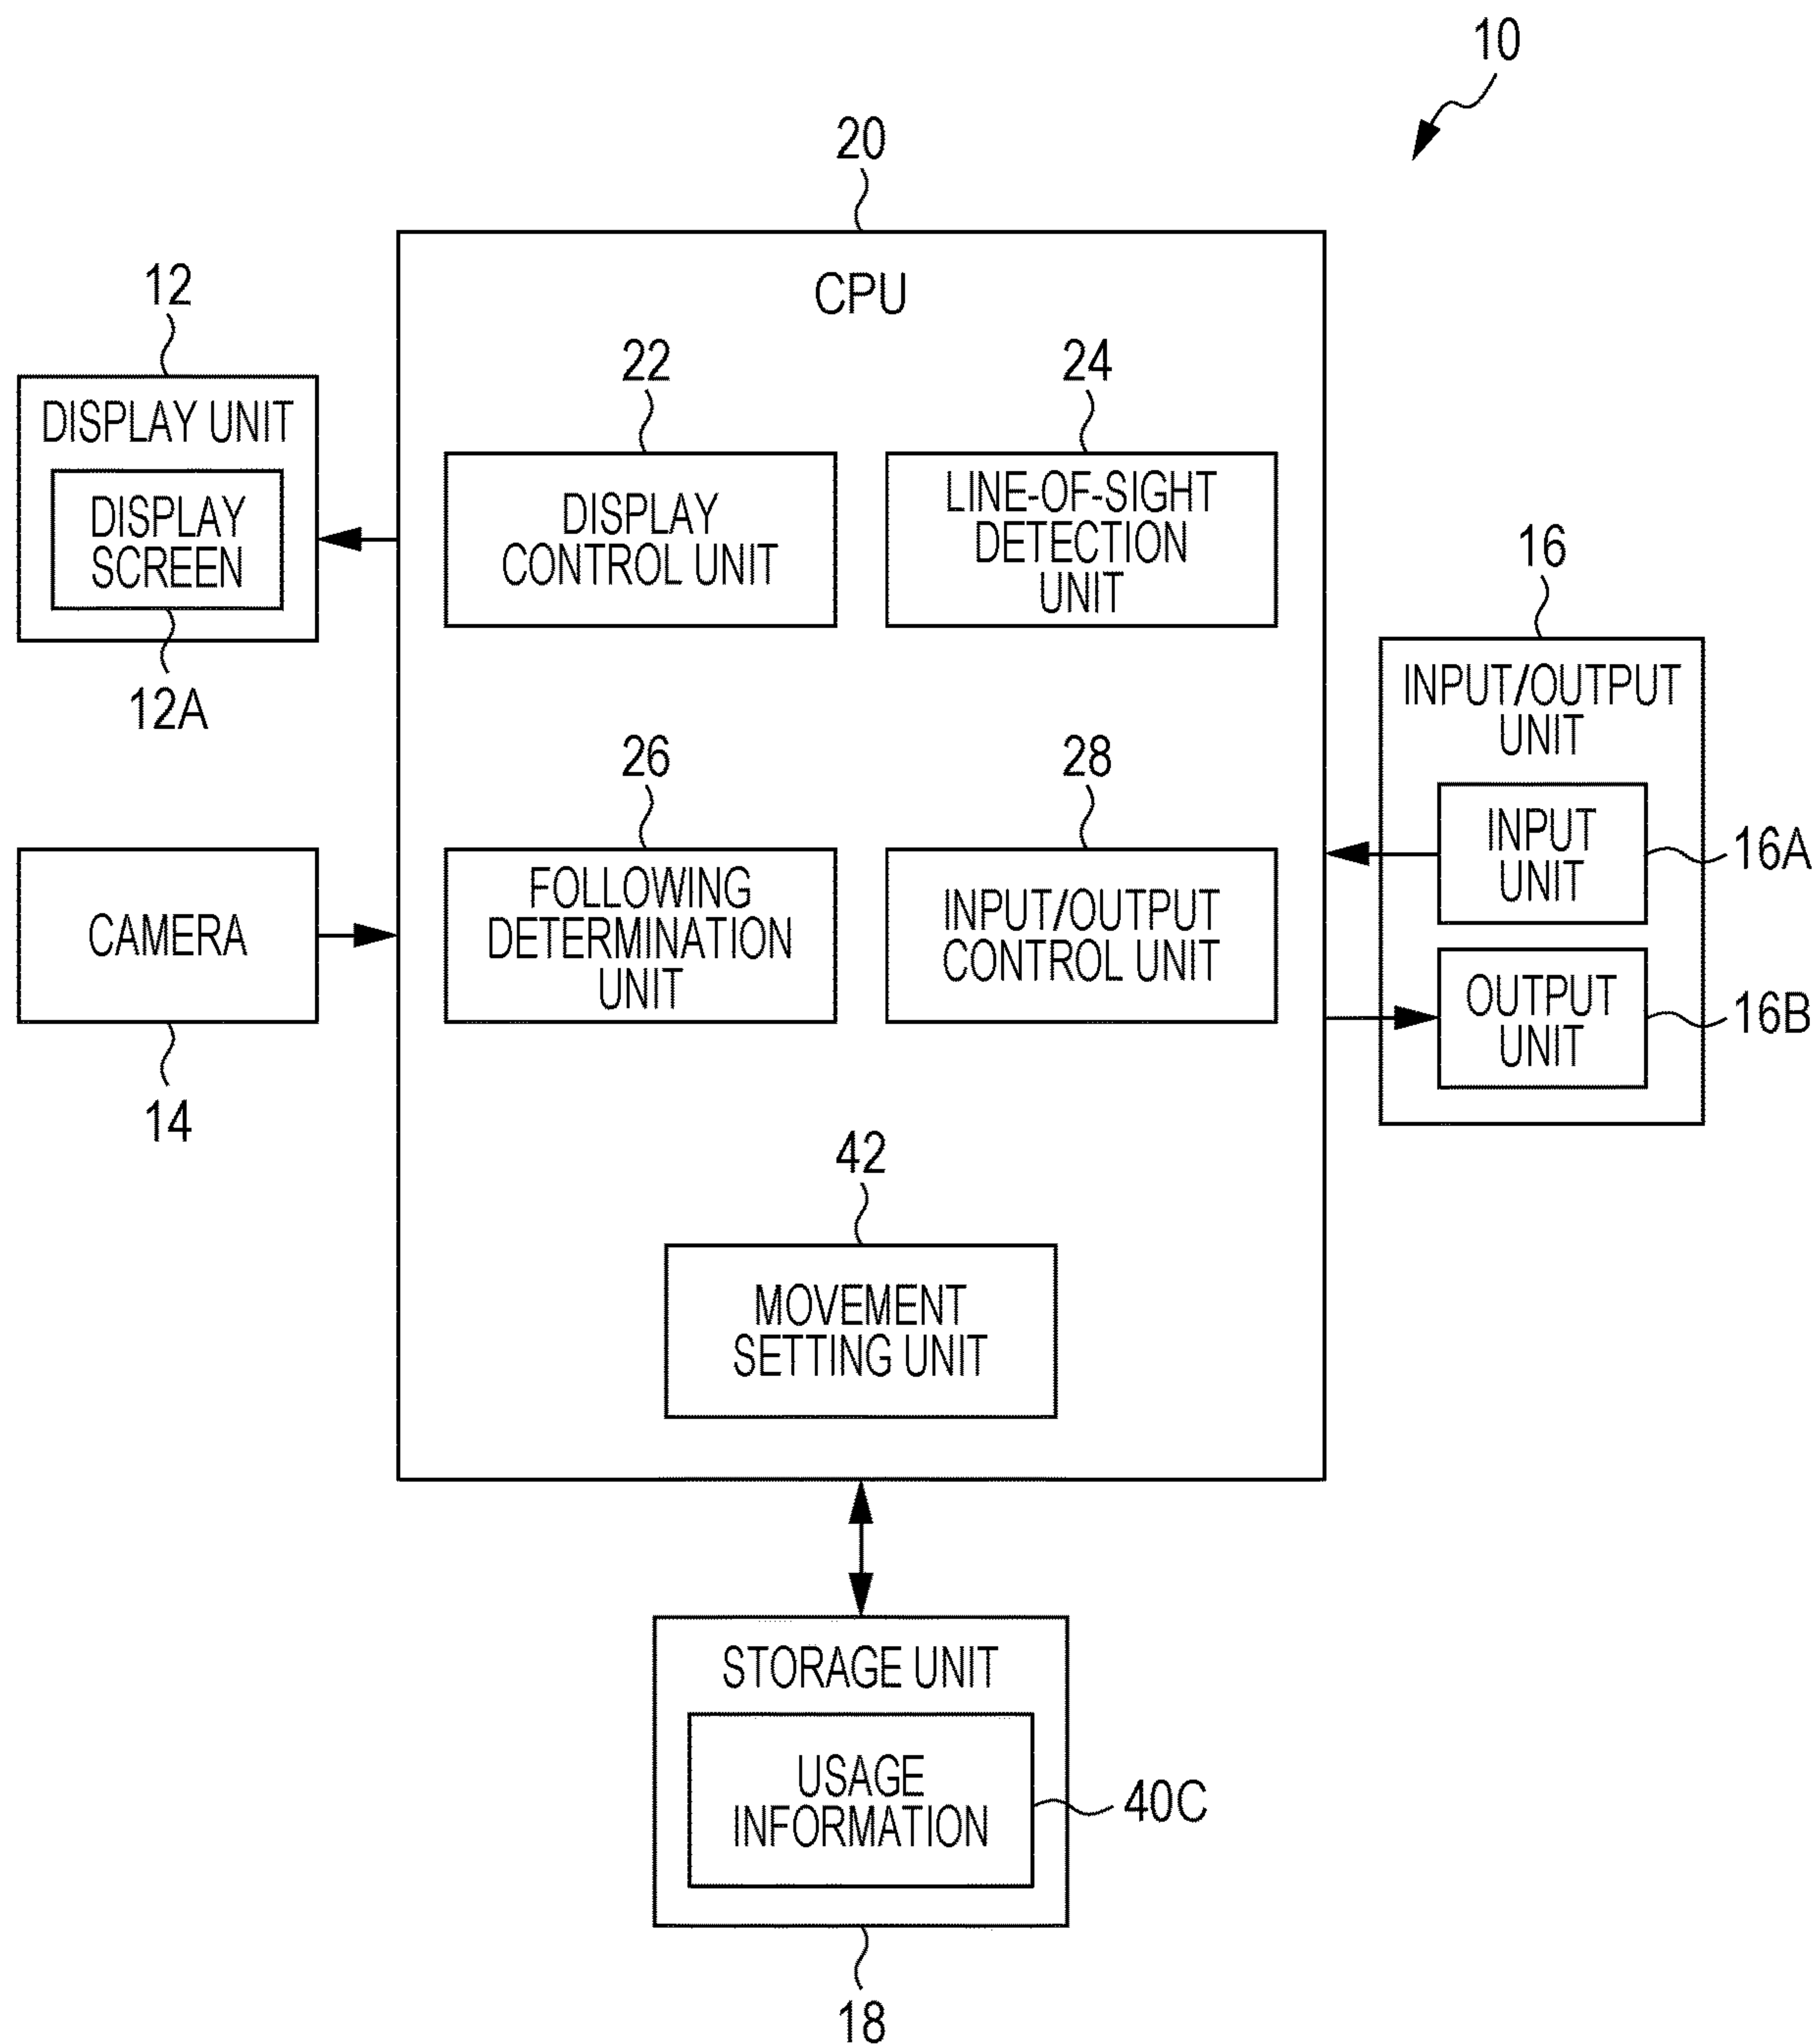 10
20
CPU
12
DISPLAY UNIT
DISPLAY
SCREEN
12A
22
DISPLAY
CONTROL UNIT
24
LINE-OF-SIGHT
DETECTION
UNIT
16
INPUT/OUTPUT
UNIT
INPUT
UNIT
16A
OUTPUT
UNIT
16B
CAMERA
14
26
FOLLOWING
DETERMINATION
UNIT
28
INPUT/OUTPUT
CONTROL UNIT
42
MOVEMENT
SETTING UNIT
STORAGE UNIT
USAGE
INFORMATION
40C
18